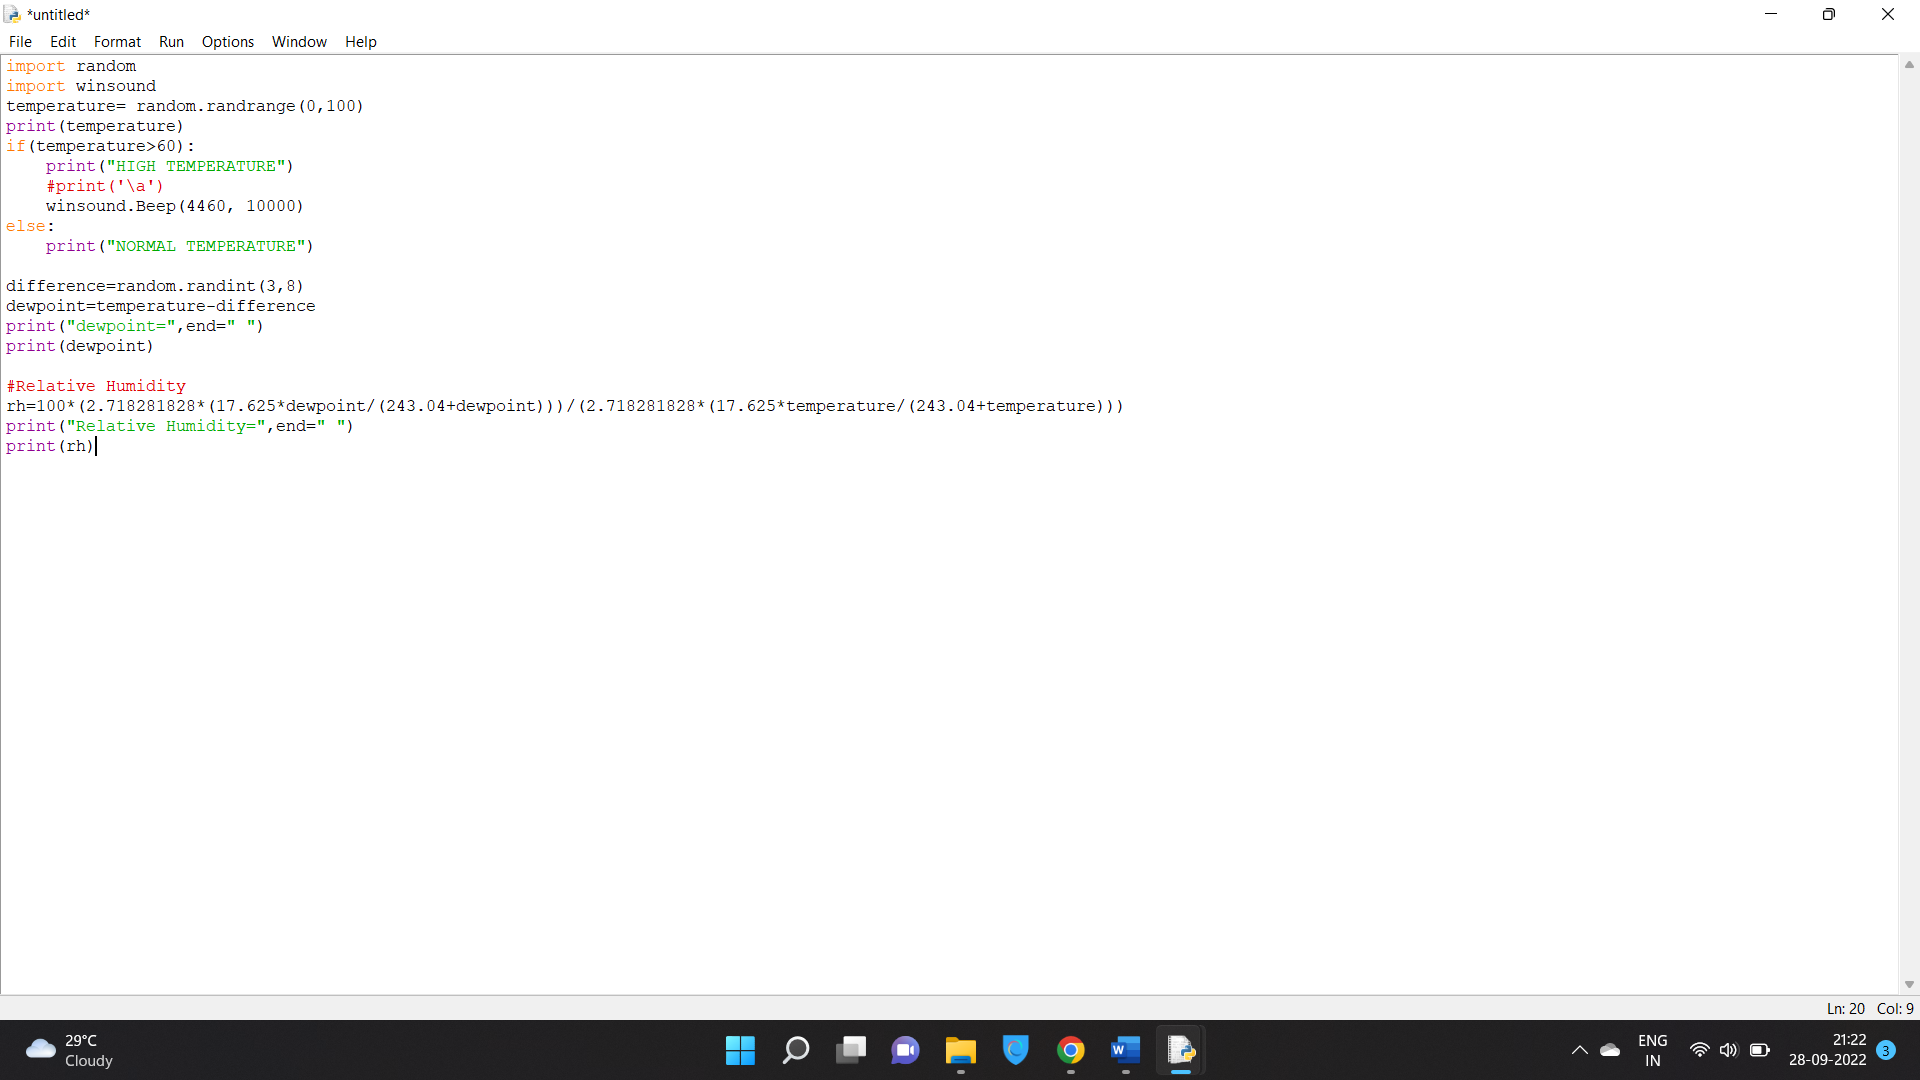 *untitled*
File Edit Format Run Options Window Help
import random
import winsound
temperature= random.randrange(0,100)
print(temperature)
if(temperature>60):
    print("HIGH TEMPERATURE")
    #print('\a')
    winsound.Beep(4460, 10000)
else:
    print("NORMAL TEMPERATURE")

difference=random.randint(3,8)
dewpoint=temperature-difference
print("dewpoint=",end=" ")
print(dewpoint)

#Relative Humidity
rh=100*(2.718281828*(17.625*dewpoint/(243.04+dewpoint)))/(2.718281828*(17.625*temperature/(243.04+temperature)))
print("Relative Humidity=",end=" ")
print(rh)
Ln: 20 Col: 9
29°C
Cloudy
W
ENG
IN
21:22
28-09-2022
3